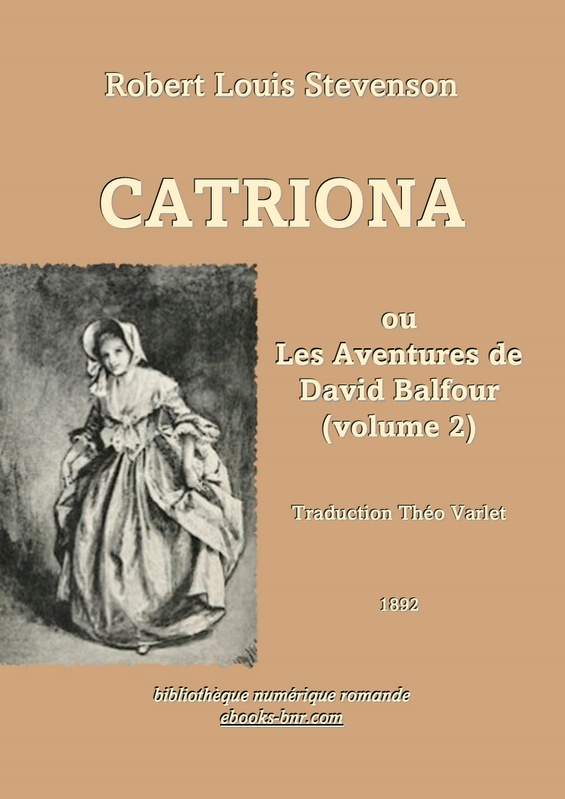 Robert Louis Stevenson
CATRIONA
ou
Les Aventures de
David Balfour
(volume 2)
Traduction Théo Varlet
1892
bibliothèque numérique romande
ebooks-bnr.com